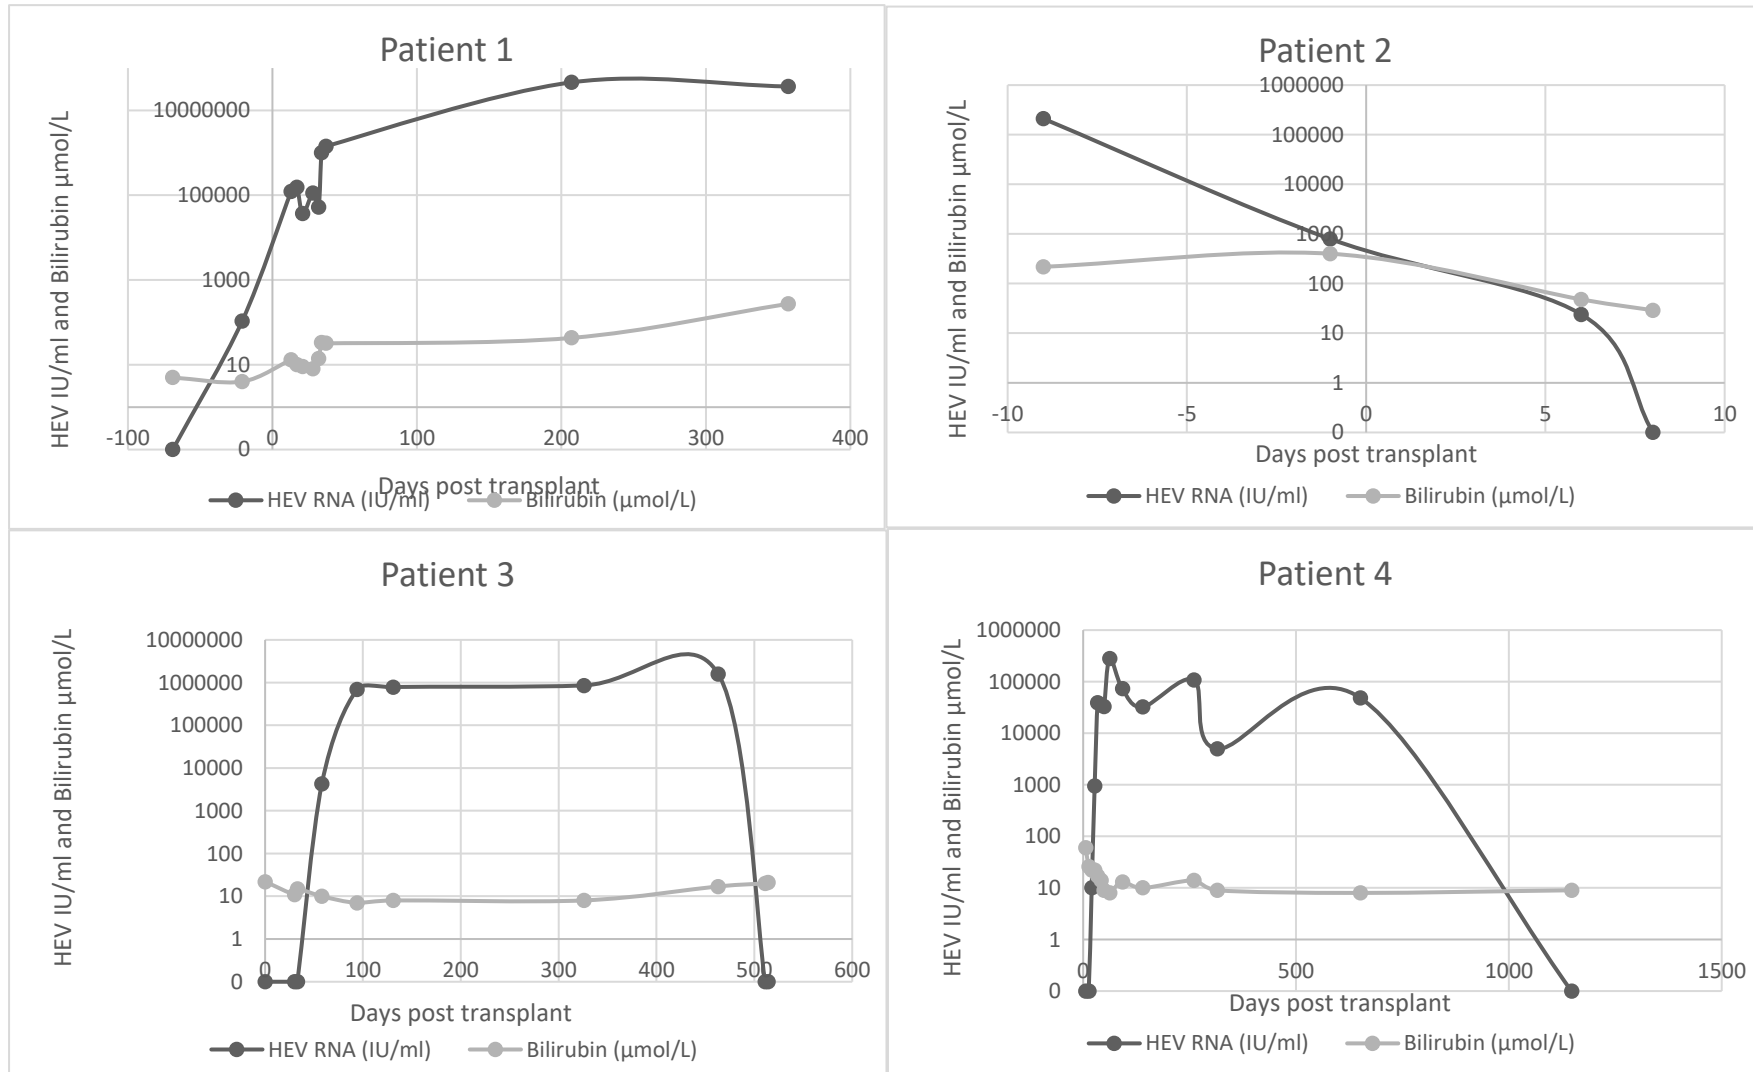 Patient 1
HEV IU/ml and Bilirubin µmol/L
10000000
100000
1000
10
0
-100 0 100 200 300 400
Days post transplant
HEV RNA (IU/ml) Bilirubin (µmol/L)
Patient 2
HEV IU/ml and Bilirubin µmol/L
1000000
100000
10000
1000
100
10
1
0
-10 -5 0 5 10
Days post transplant
HEV RNA (IU/ml) Bilirubin (µmol/L)
Patient 3
HEV IU/ml and Bilirubin µmol/L
10000000
1000000
100000
10000
1000
100
10
1
0
0 100 200 300 400 500 600
Days post transplant
HEV RNA (IU/ml) Bilirubin (µmol/L)
Patient 4
HEV IU/ml and Bilirubin µmol/L
1000000
100000
10000
1000
100
10
1
0
0 500 1000 1500
Days post transplant
HEV RNA (IU/ml) Bilirubin (µmol/L)